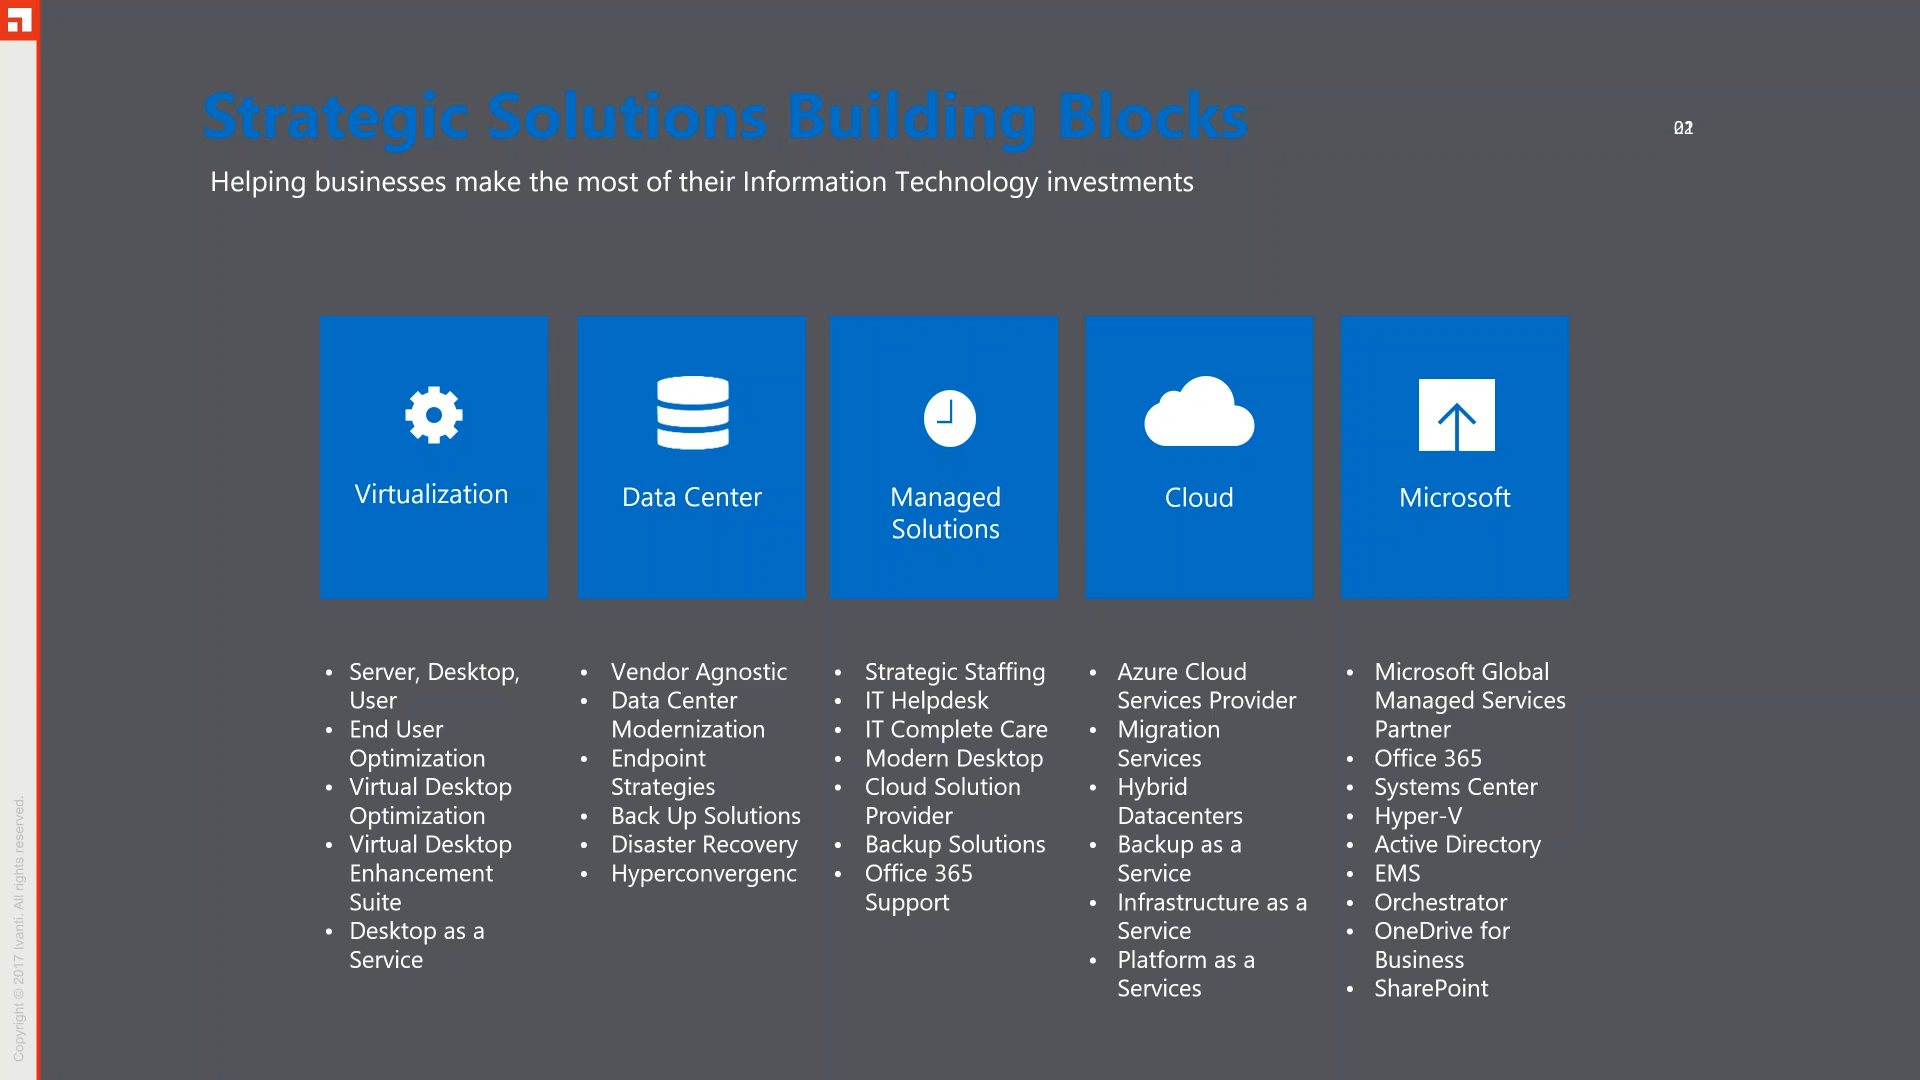 Strategic Solutions Building Blocks
Helping businesses make the most of their Information Technology investments
Virtualization
Data Center
Managed
Solutions
Cloud
Microsoft
• Server, Desktop,
User
• End User
Optimization
• Virtual Desktop
Optimization
• Virtual Desktop
Enhancement
Suite
• Desktop as a
Service
• Vendor Agnostic
• Data Center
Modernization
• Endpoint
Strategies
• Back Up Solutions
• Disaster Recovery
• Hyperconvergenc
• Strategic Staffing
• IT Helpdesk
• IT Complete Care
• Modern Desktop
• Cloud Solution
Provider
• Backup Solutions
• Office 365
Support
• Azure Cloud
Services Provider
• Migration
Services
• Hybrid
Datacenters
• Backup as a
Service
• Infrastructure as a
Service
• Platform as a
Services
• Microsoft Global
Managed Services
Partner
• Office 365
• Systems Center
• Hyper-V
• Active Directory
• EMS
• Orchestrator
• OneDrive for
Business
• SharePoint
Copyright © 2017 Ivanti. All rights reserved.